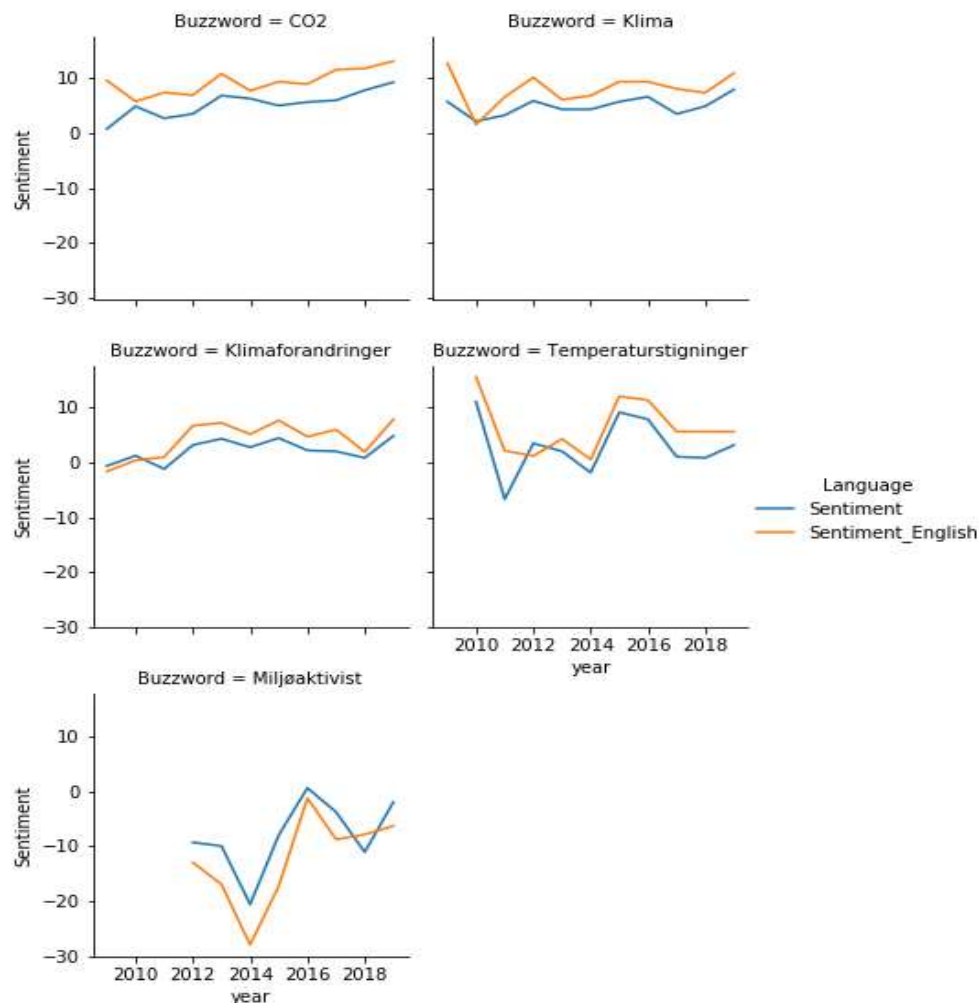 Buzzword = CO2
Buzzword = Klima
10
0
−10
−20
−30
Sentiment
Buzzword = Klimaforandringer
Buzzword = Temperaturstigninger
10
0
−10
−20
−30
Sentiment
2010 2012 2014 2016 2018
year
Language
Sentiment
Sentiment_English
Buzzword = Miljøaktivist
10
0
−10
−20
−30
Sentiment
2010 2012 2014 2016 2018
year